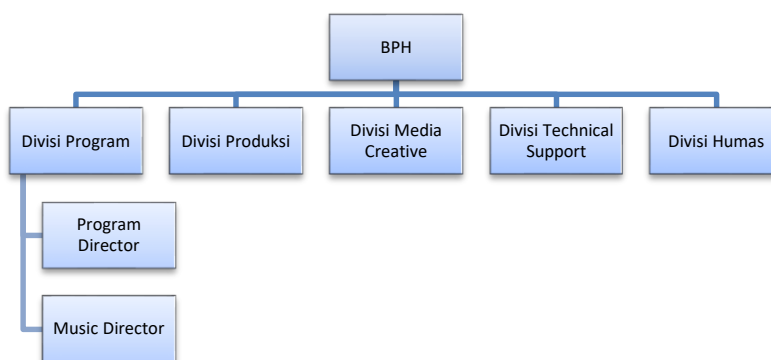 BPH
Divisi Program
Divisi Produksi
Divisi Media
Creative
Divisi Technical
Support
Divisi Humas
Program
Director
Music Director